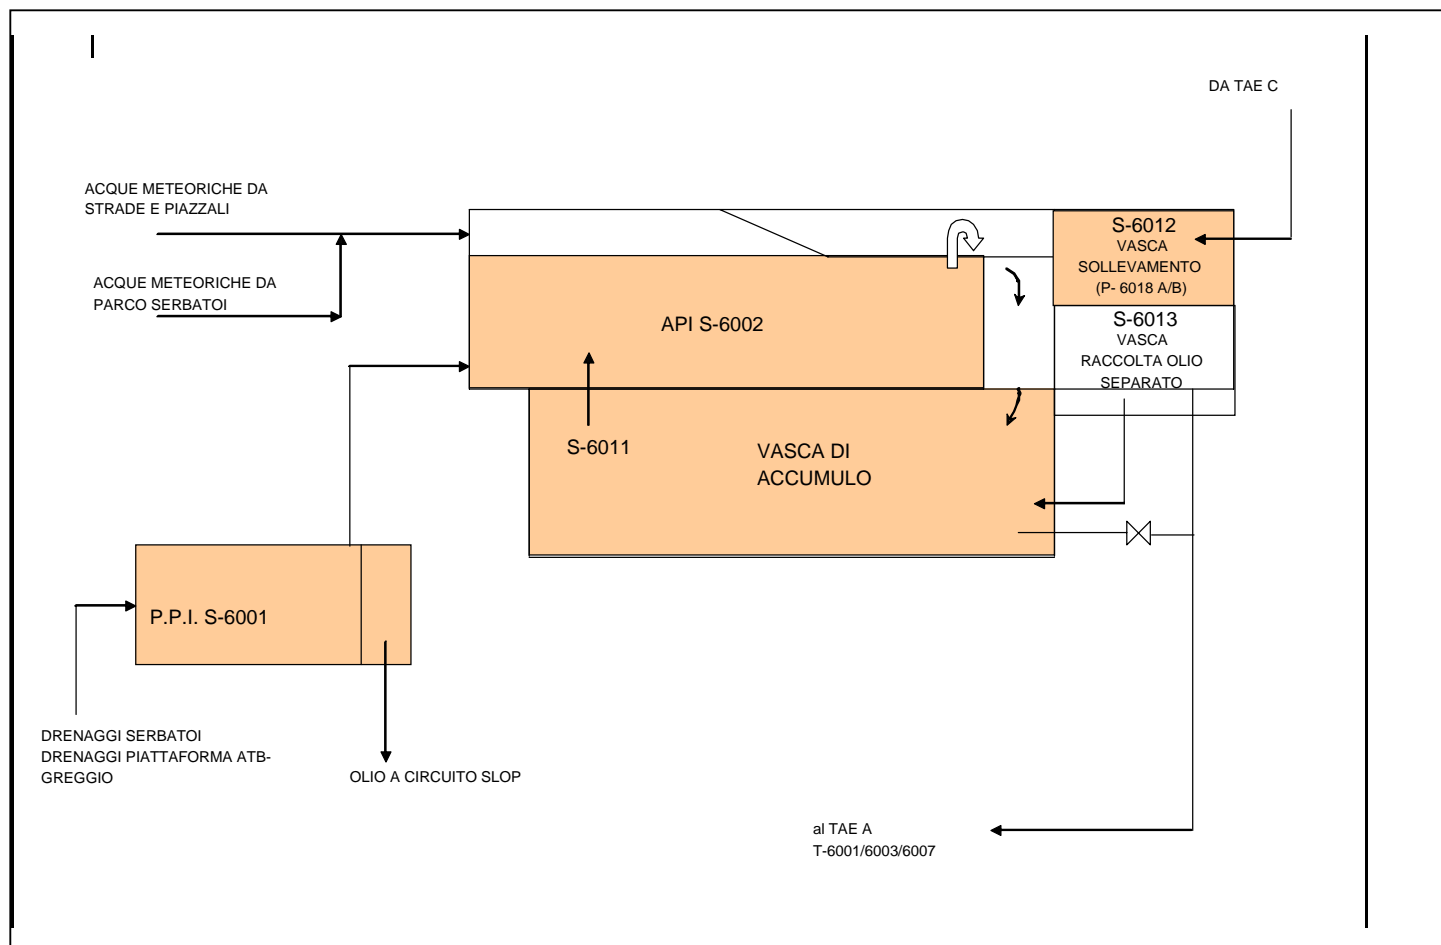 DA TAE C
ACQUE METEORICHE DA
STRADE E PIAZZALI
ACQUE METEORICHE DA
PARCO SERBATOI
S-6012
VASCA
SOLLEVAMENTO
(P- 6018 A/B)
API S-6002
S-6013
VASCA
RACCOLTA OLIO
SEPARATO
S-6011
VASCA DI
ACCUMULO
P.P.I. S-6001
DRENAGGI SERBATOI
DRENAGGI PIATTAFORMA ATB-
GREGGIO
OLIO A CIRCUITO SLOP
al TAE A
T-6001/6003/6007